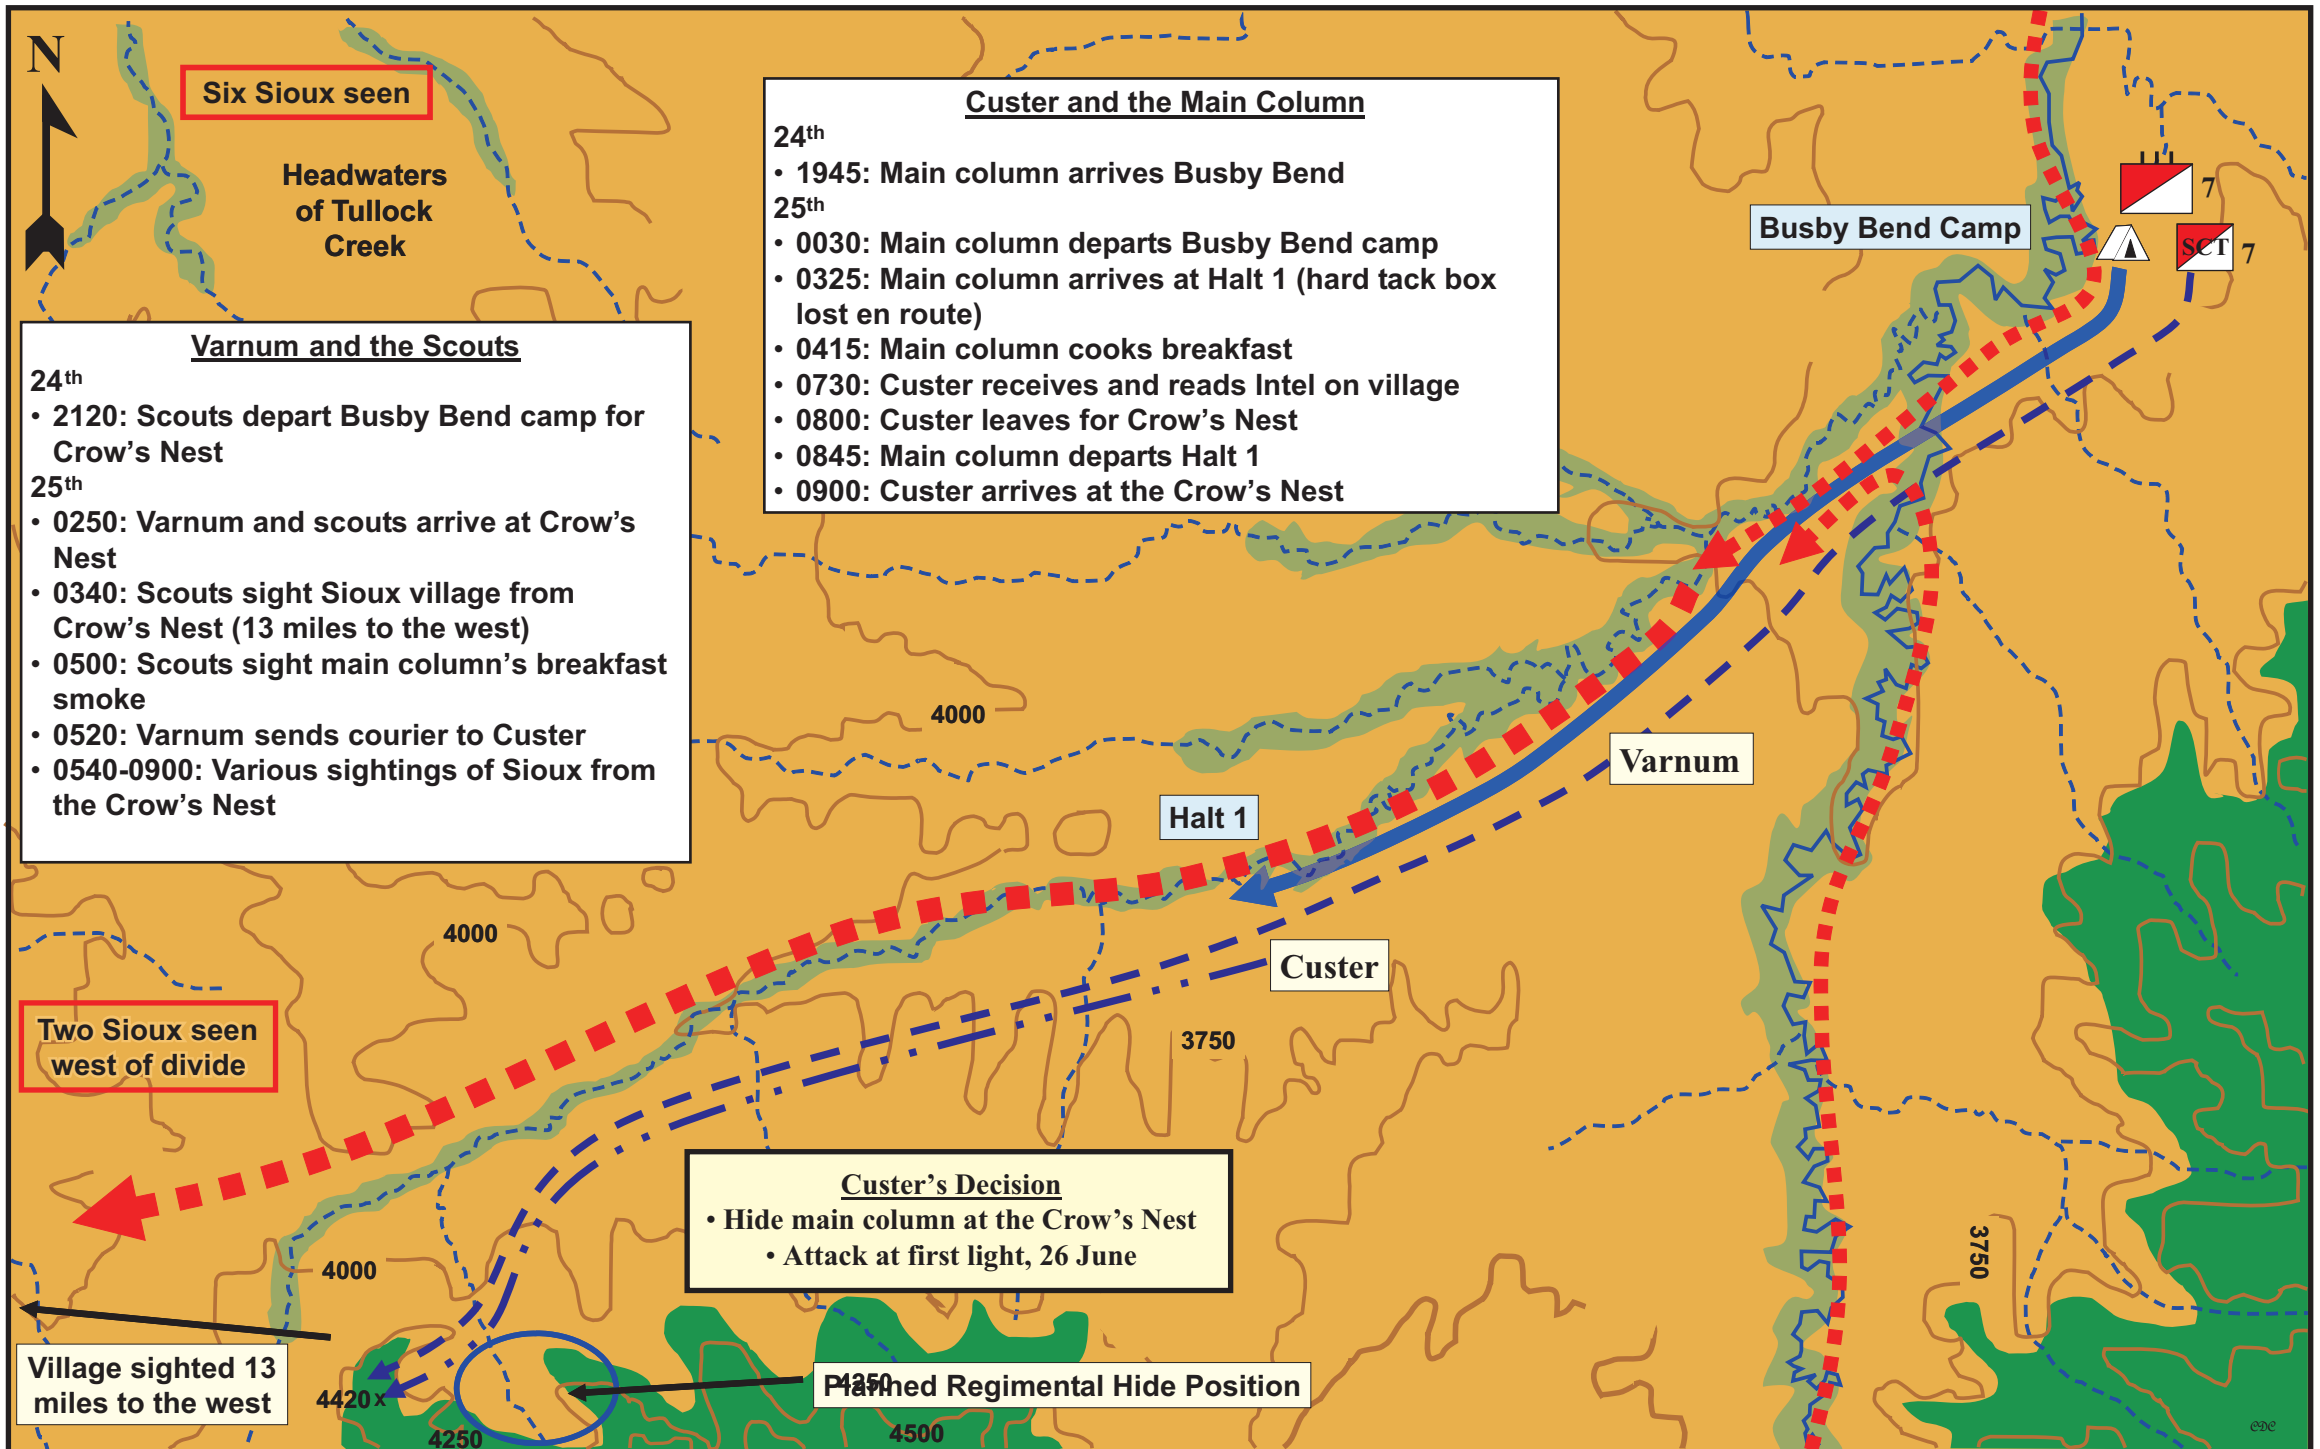 N
Six Sioux seen
Headwaters
of Tullock
Creek
Custer and the Main Column
24th
• 1945: Main column arrives Busby Bend
25th
• 0030: Main column departs Busby Bend camp
• 0325: Main column arrives at Halt 1 (hard tack box
lost en route)
• 0415: Main column cooks breakfast
• 0730: Custer receives and reads Intel on village
• 0800: Custer leaves for Crow’s Nest
• 0845: Main column departs Halt 1
• 0900: Custer arrives at the Crow’s Nest
Busby Bend Camp
7
SCT 7
Varnum and the Scouts
24th
• 2120: Scouts depart Busby Bend camp for
Crow’s Nest
25th
• 0250: Varnum and scouts arrive at Crow’s
Nest
• 0340: Scouts sight Sioux village from
Crow’s Nest (13 miles to the west)
• 0500: Scouts sight main column’s breakfast
smoke
• 0520: Varnum sends courier to Custer
• 0540-0900: Various sightings of Sioux from
the Crow’s Nest
4000
Varnum
Halt 1
4000
Custer
Two Sioux seen
west of divide
3750
Custer’s Decision
• Hide main column at the Crow’s Nest
• Attack at first light, 26 June
4000
3750
Village sighted 13
miles to the west
4420 x
4250
Planned Regimental Hide Position
4250
4500
CDC